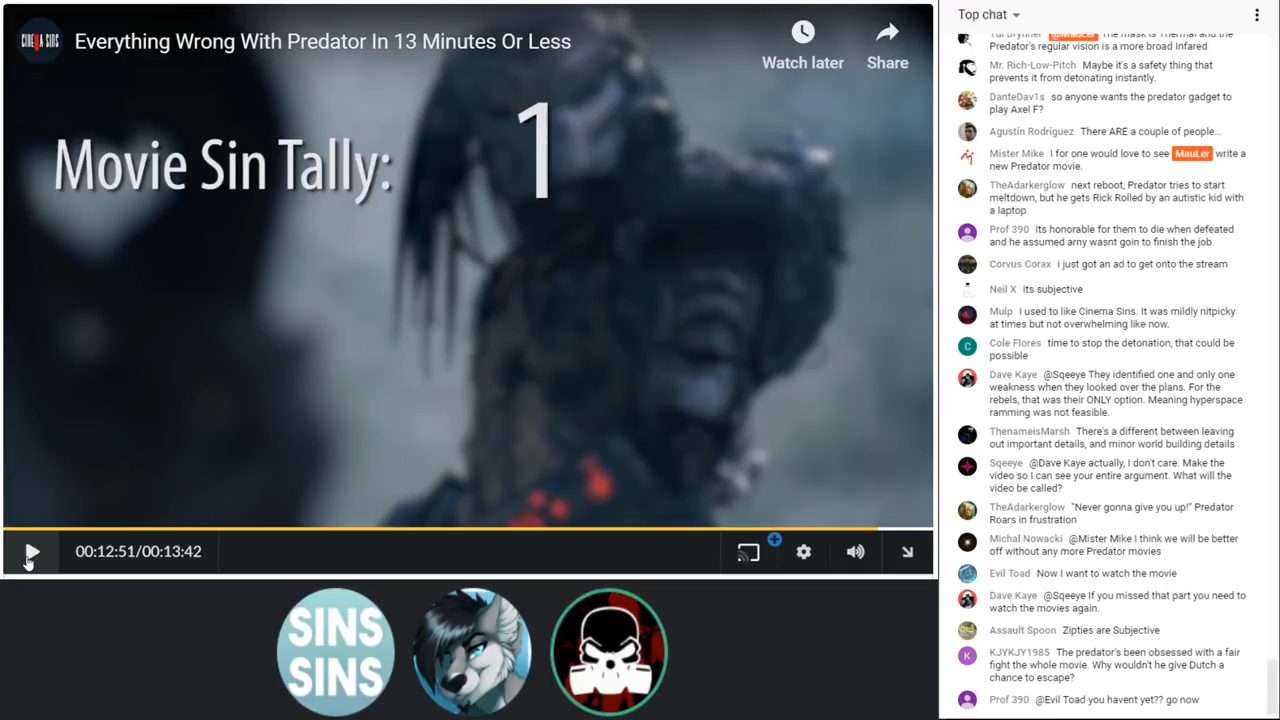 CINEMA SINS
Everything Wrong With Predator In 13 Minutes Or Less
Watch later
Share
Movie Sin Tally:
1
00:12:51/00:13:42
SINS
SINS
Top chat
Yul Brynner @MauLer The mask is Thermal and the
Predator's regular vision is a more broad Infared
Mr. Rich-Low-Pitch Maybe it's a safety thing that
prevents it from detonating instantly.
DanteDav1s so anyone wants the predator gadget to
play Axel F?
Agustín Rodríguez There ARE a couple of people...
Mister Mike I for one would love to see MauLer write a
new Predator movie.
TheAdarkerglow next reboot, Predator tries to start
meltdown, but he gets Rick Rolled by an autistic kid with
a laptop
Prof 390 Its honorable for them to die when defeated
and he assumed arny wasnt goin to finish the job
Corvus Corax i just got an ad to get onto the stream
Neil X its subjective
Mulp I used to like Cinema Sins. It was mildly nitpicky
at times but not overwhelming like now.
C
Cole Flores time to stop the detonation, that could be
possible
Dave Kaye @Sqeeye They identified one and only one
weakness when they looked over the plans. For the
rebels, that was their ONLY option. Meaning hyperspace
ramming was not feasible.
ThenameisMarsh There's a different between leaving
out important details, and minor world building details
Sqeeye @Dave Kaye actually, I don't care. Make the
video so I can see your entire argument. What will the
video be called?
TheAdarkerglow "Never gonna give you up!" Predator
Roars in frustration
Michal Nowacki @Mister Mike I think we will be better
off without any more Predator movies
Evil Toad Now I want to watch the movie
Dave Kaye @Sqeeye If you missed that part you need to
watch the movies again.
Assault Spoon Zipties are Subjective
K
KJYKJY1985 The predator's been obsessed with a fair
fight the whole movie. Why wouldn't he give Dutch a
chance to escape?
Prof 390 @Evil Toad you havent yet?? go now